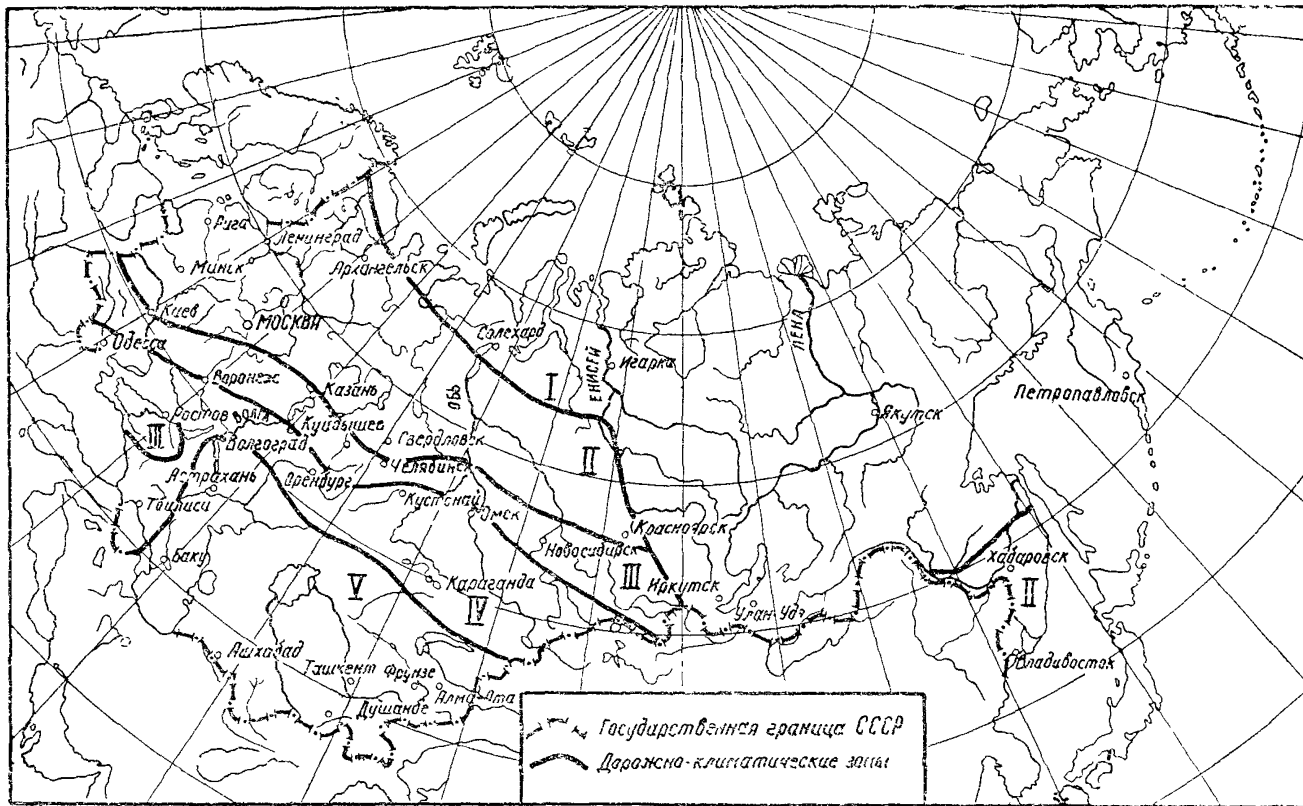 Рига
Ленинград
Минск
Архангельск
Киев
МОСКВА
Одесса
Салехард
ЕНИСЕЙ
Игарка
ЛЕНА
I
Воронеж
Казань
ОБЬ
Якутск
Петропавловск
Ростов
III
Куйбышев
Волгоград
Свердловск
Челябинск
II
Астрахань
Оренбург
Кустанай
Омск
Тбилиси
Красноярск
Новосибирск
Баку
III
Иркутск
Хабаровск
II
Караганда
V
IV
Улан-Удэ
Ашхабад
Владивосток
Ташкент
Фрунзе
Алма-Ата
Душанбе
Государственная граница СССР
Дорожно-климатические зоны